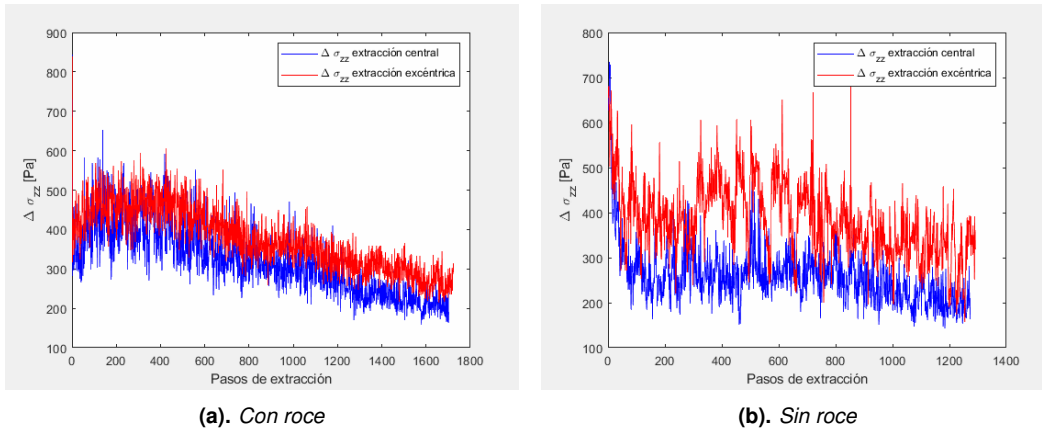 900
800
700
600
500
400
300
200
100
Δ σzz [Pa]
Δ σzz extracción central
Δ σzz extracción excéntrica
0 200 400 600 800 1000 1200 1400 1600 1800
Pasos de extracción
(a). Con roce
800
700
600
500
400
300
200
100
Δ σzz [Pa]
Δ σzz extracción central
Δ σzz extracción excéntrica
0 200 400 600 800 1000 1200 1400
Pasos de extracción
(b). Sin roce